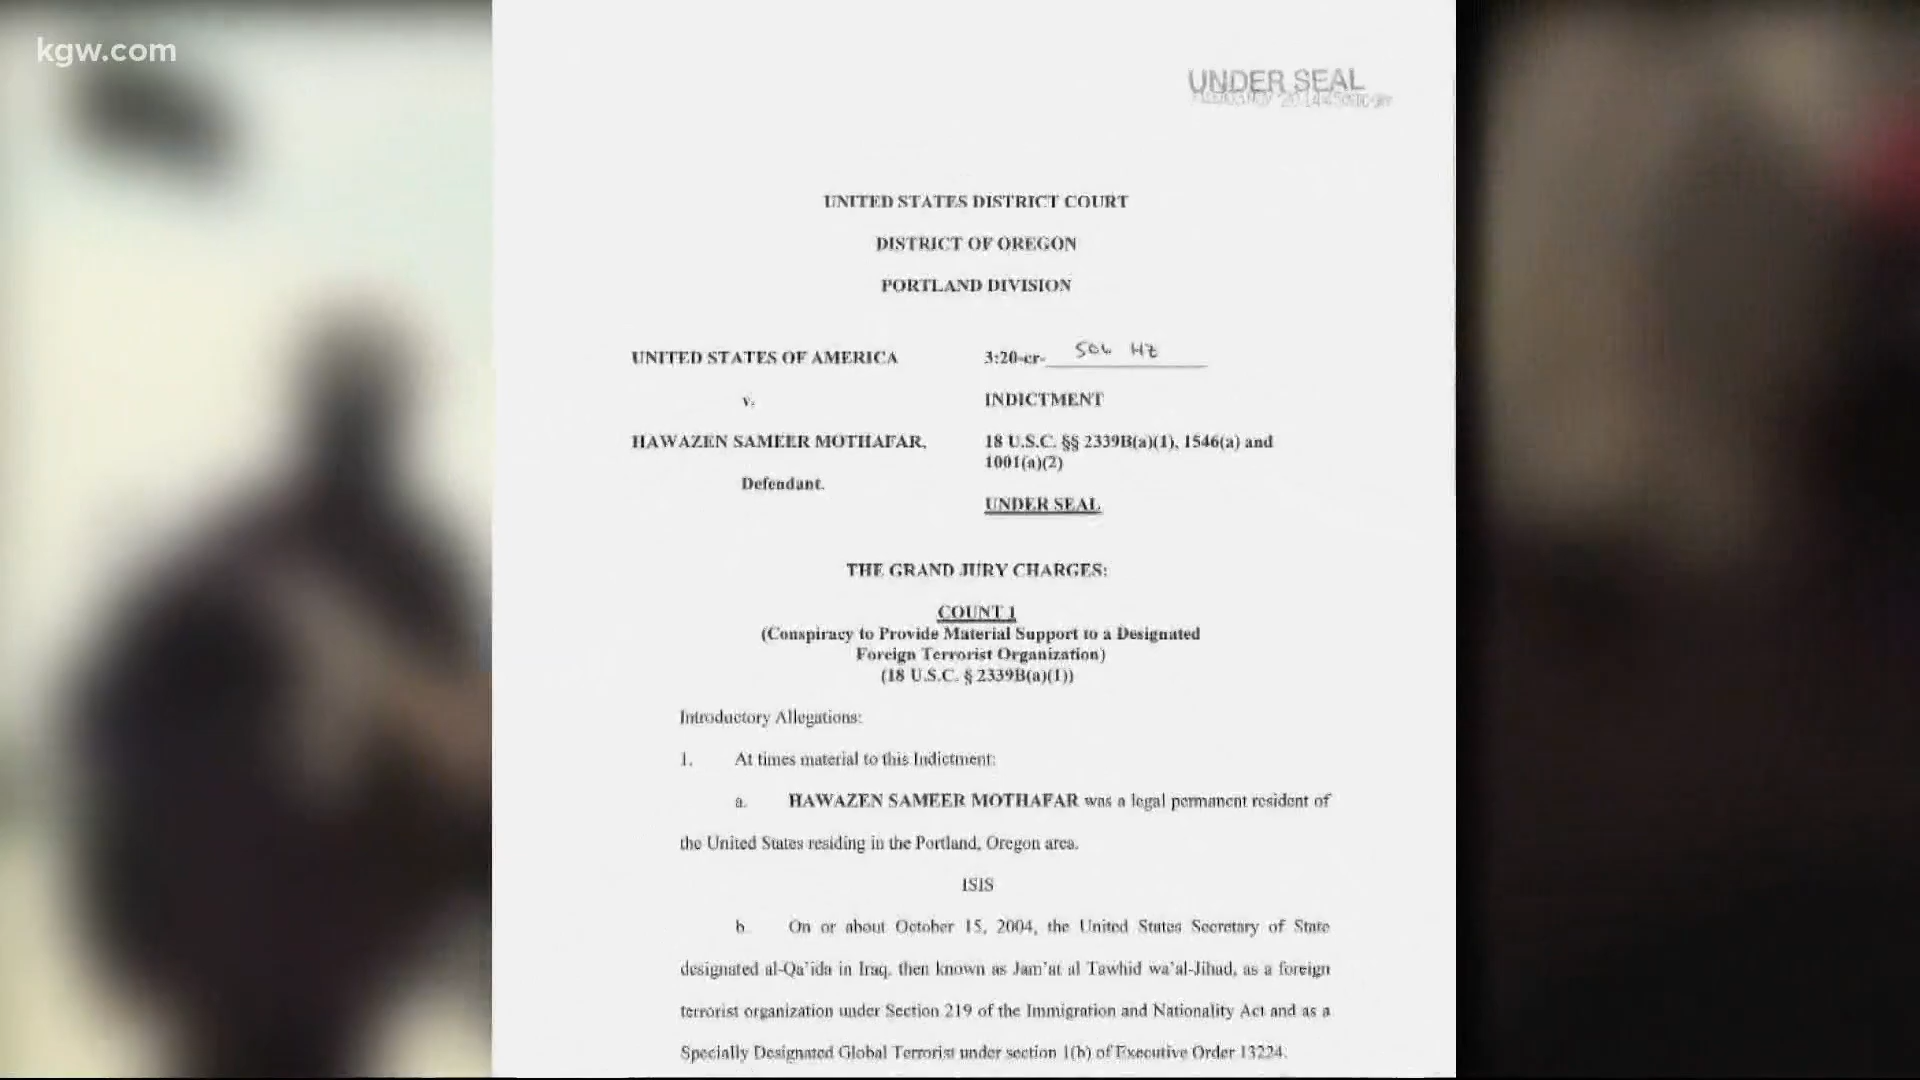 kgw.com
UNDER SEAL
UNITED STATES DISTRICT COURT
DISTRICT OF OREGON
PORTLAND DIVISION
UNITED STATES OF AMERICA
v.
HAWAZEN SAMEER MOTHAFAR,
Defendant.
3:20-cr- 506 HZ
INDICTMENT
18 U.S.C. §§ 2339B(a)(1), 1546(a) and
1001(a)(2)
UNDER SEAL
THE GRAND JURY CHARGES:
COUNT 1
(Conspiracy to Provide Material Support to a Designated
Foreign Terrorist Organization)
(18 U.S.C. § 2339B(a)(1))
Introductory Allegations:
1. At times material to this Indictment:
a. HAWAZEN SAMEER MOTHAFAR was a legal permanent resident of
the United States residing in the Portland, Oregon area.
ISIS
b. On or about October 15, 2004, the United States Secretary of State
designated al-Qa'ida in Iraq, then known as Jam'at al Tawhid wa'al-Jihad, as a foreign
terrorist organization under Section 219 of the Immigration and Nationality Act and as a
Specially Designated Global Terrorist under section 1(b) of Executive Order 13224.